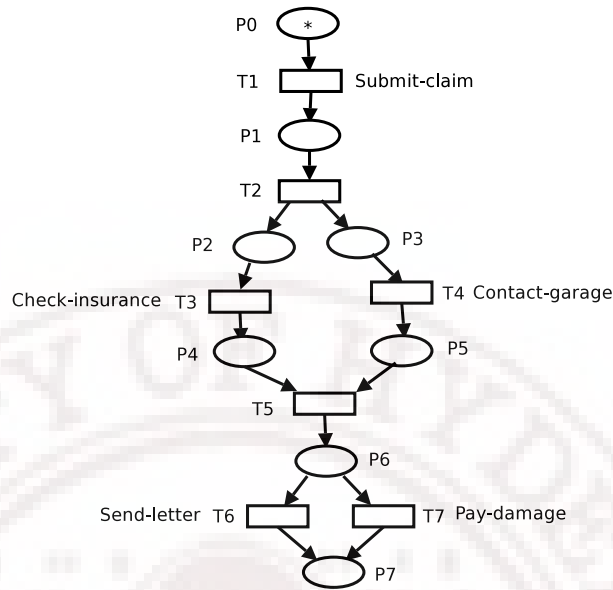 P0 *
T1 Submit-claim
P1
T2
P2 P3
Check-insurance T3 T4 Contact-garage
P4 P5
T5
P6
Send-letter T6 T7 Pay-damage
P7